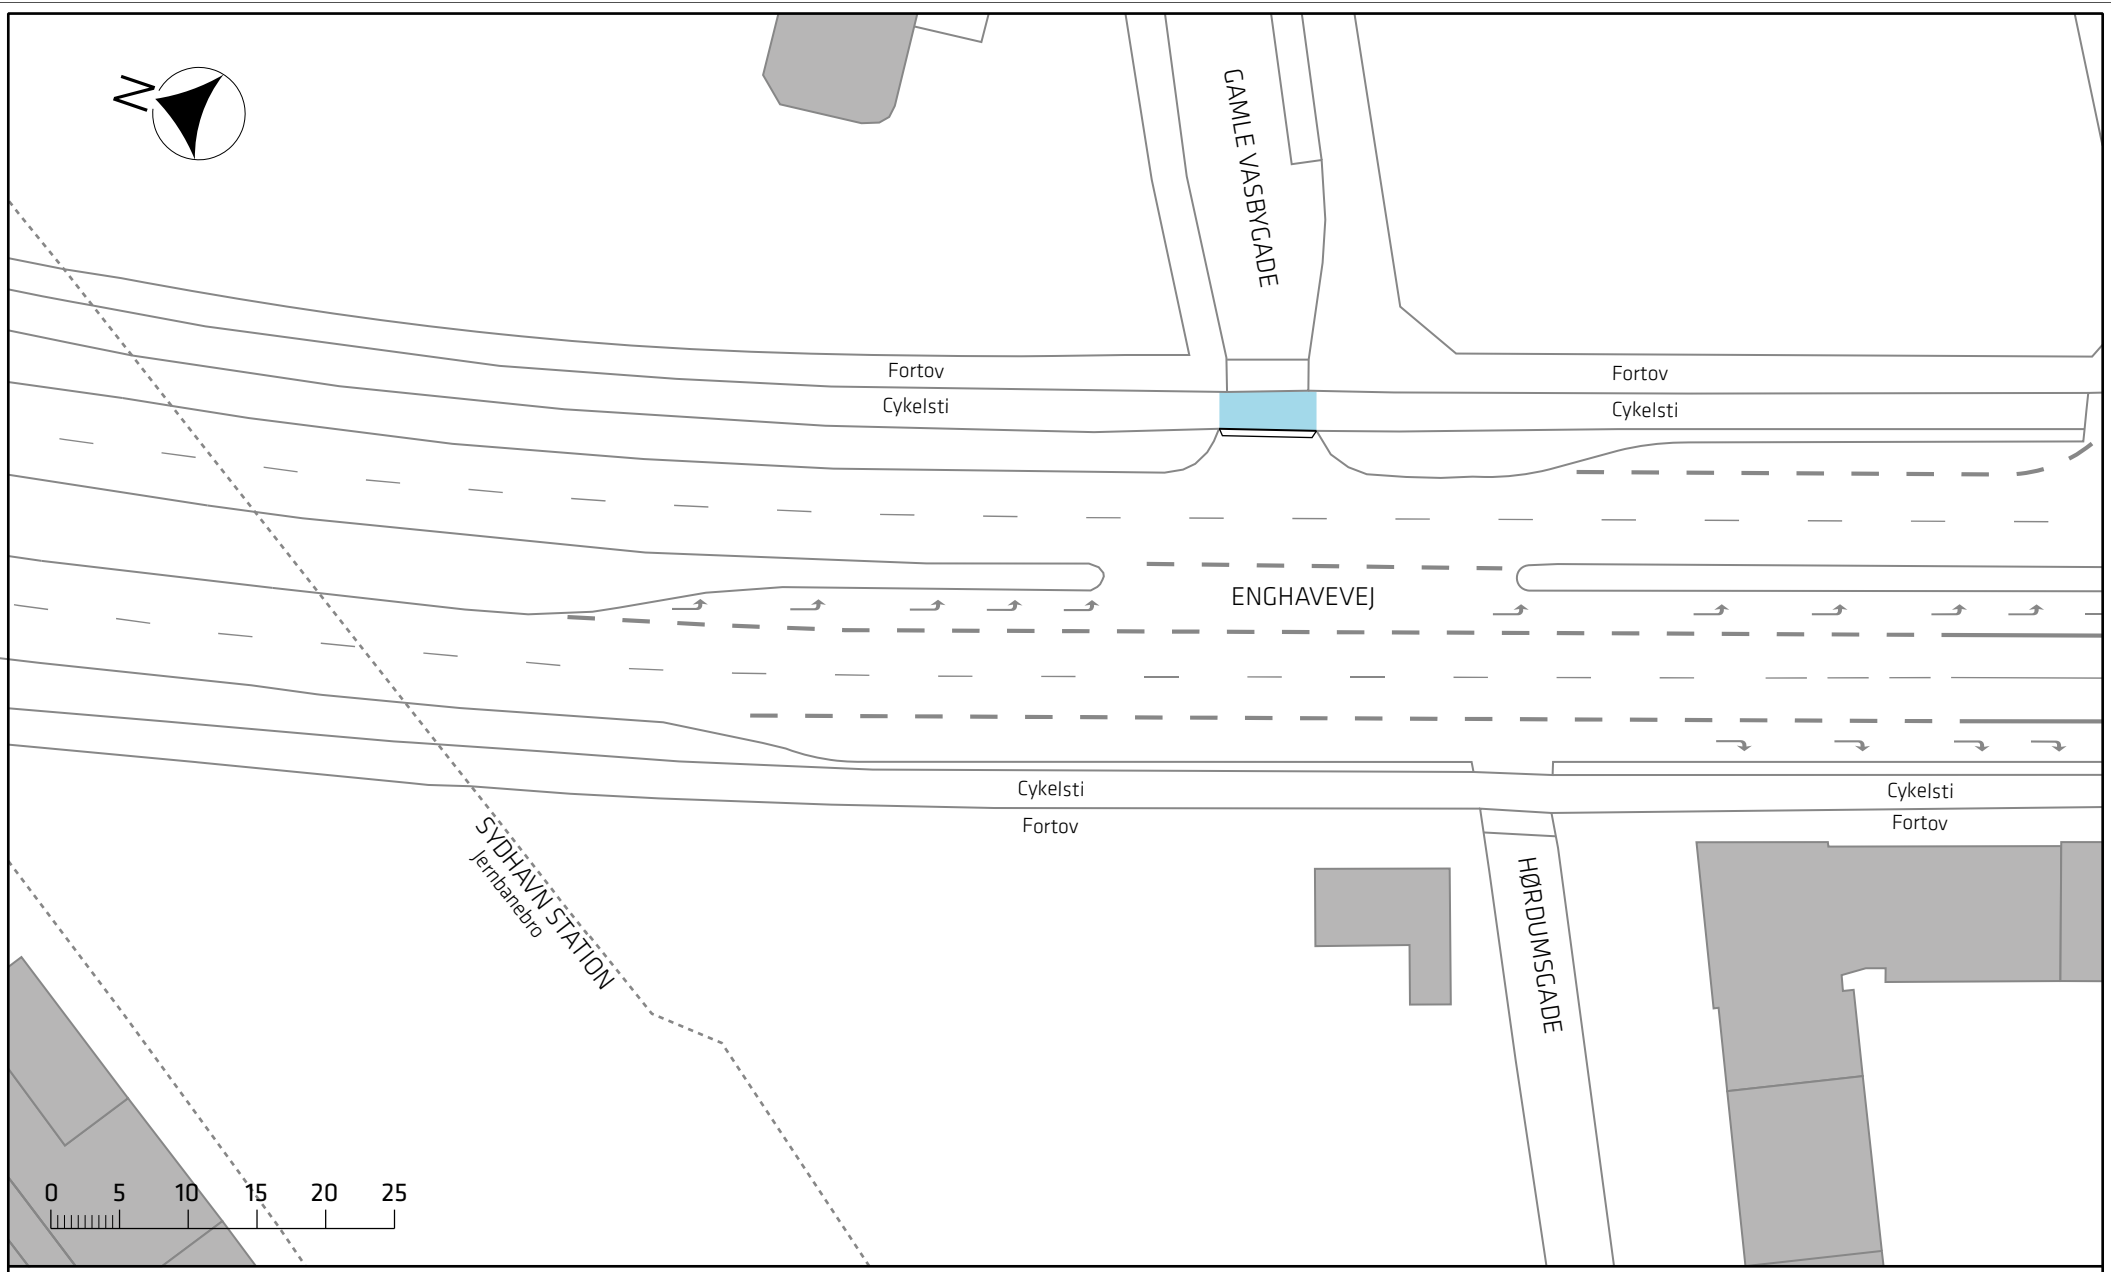 N
GAMLE VASBYGADE
Fortov
Fortov
Cykelsti
Cykelsti
ENGHAVEVEJ
Cykelsti
Cykelsti
Fortov
Fortov
SYDHAVN STATION
Jernbanebro
HØRDUMSGADE
0 5 10 15 20 25